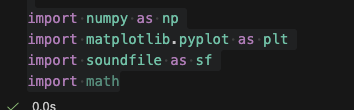 import numpy as np
import matplotlib.pyplot as plt
import soundfile as sf
import math
0.0s